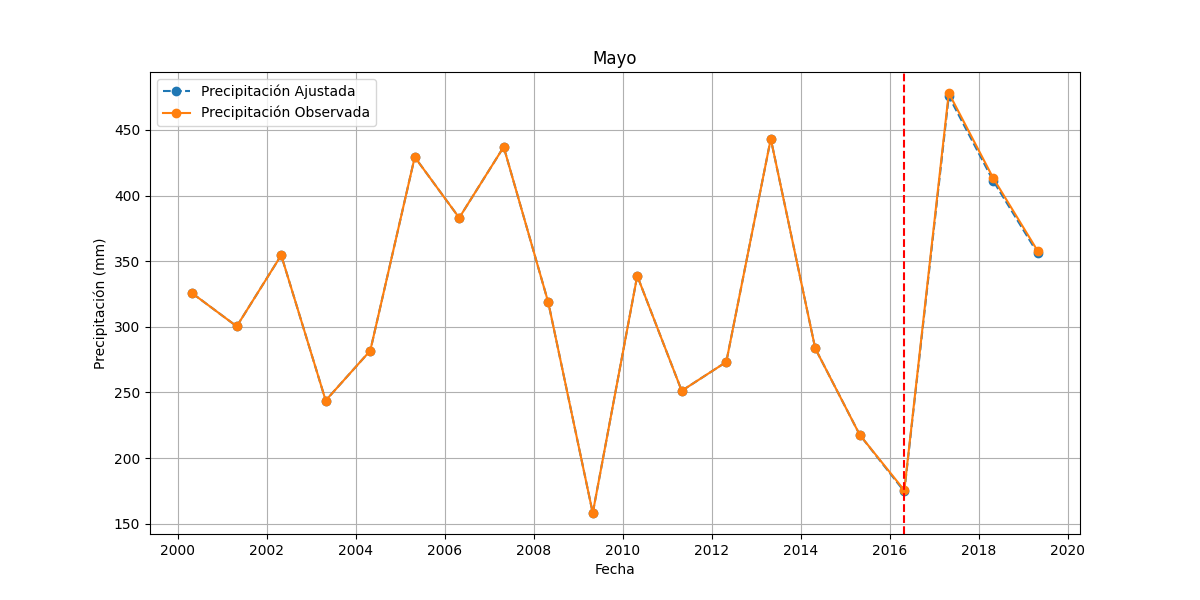 Mayo
Precipitación Ajustada
Precipitación Observada
Precipitación (mm)
450
400
350
300
250
200
150
2000 2002 2004 2006 2008 2010 2012 2014 2016 2018 2020
Fecha